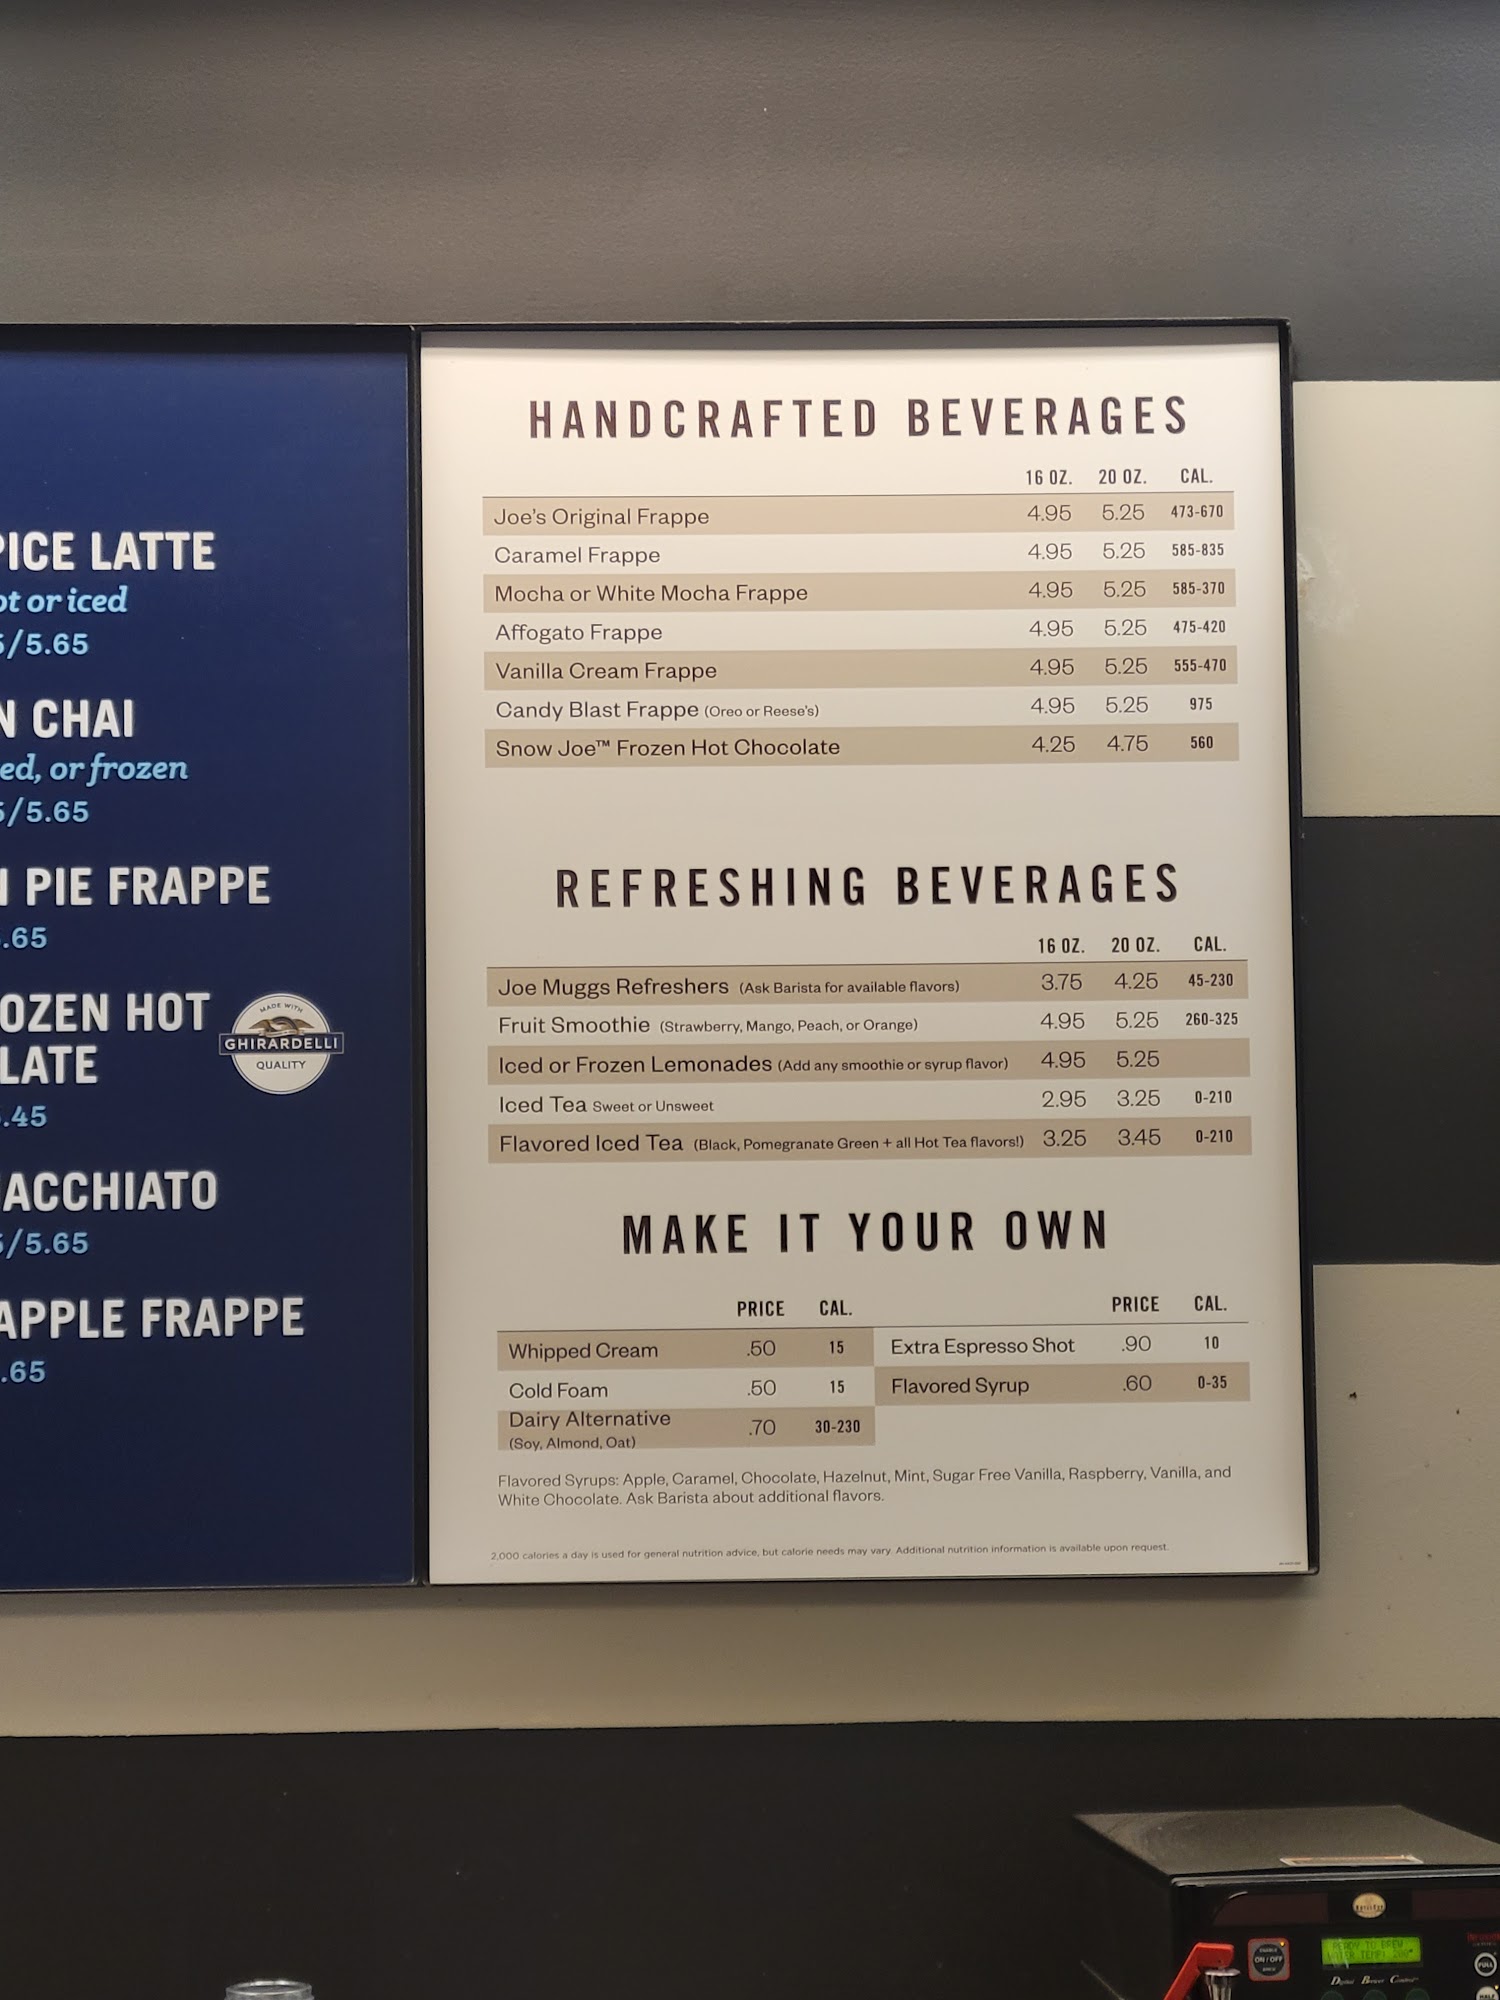 PICE LATTE
ot or iced
5/5.65
N CHAI
ed, or frozen
5/5.65
N PIE FRAPPE
.65
OZEN HOT
LATE
.45
MADE WITH
GHIRARDELLI
QUALITY
ACCHIATO
5/5.65
APPLE FRAPPE
.65
HANDCRAFTED BEVERAGES
16 OZ. 20 OZ. CAL.
Joe's Original Frappe 4.95 5.25 473-670
Caramel Frappe 4.95 5.25 585-835
Mocha or White Mocha Frappe 4.95 5.25 585-370
Affogato Frappe 4.95 5.25 475-420
Vanilla Cream Frappe 4.95 5.25 555-470
Candy Blast Frappe (Oreo or Reese's) 4.95 5.25 975
Snow Joe™ Frozen Hot Chocolate 4.25 4.75 560
REFRESHING BEVERAGES
16 OZ. 20 OZ. CAL.
Joe Muggs Refreshers (Ask Barista for available flavors) 3.75 4.25 45-230
Fruit Smoothie (Strawberry, Mango, Peach, or Orange) 4.95 5.25 260-325
Iced or Frozen Lemonades (Add any smoothie or syrup flavor) 4.95 5.25
Iced Tea Sweet or Unsweet 2.95 3.25 0-210
Flavored Iced Tea (Black, Pomegranate Green + all Hot Tea flavors!) 3.25 3.45 0-210
MAKE IT YOUR OWN
PRICE CAL. PRICE CAL.
Whipped Cream .50 15 Extra Espresso Shot .90 10
Cold Foam .50 15 Flavored Syrup .60 0-35
Dairy Alternative .70 30-230
(Soy, Almond, Oat)
Flavored Syrups: Apple, Caramel, Chocolate, Hazelnut, Mint, Sugar Free Vanilla, Raspberry, Vanilla, and
White Chocolate. Ask Barista about additional flavors.
2,000 calories a day is used for general nutrition advice, but calorie needs may vary. Additional nutrition information is available upon request.
READY TO BREW
ON/OFF
FULL
Digital Brewer Control